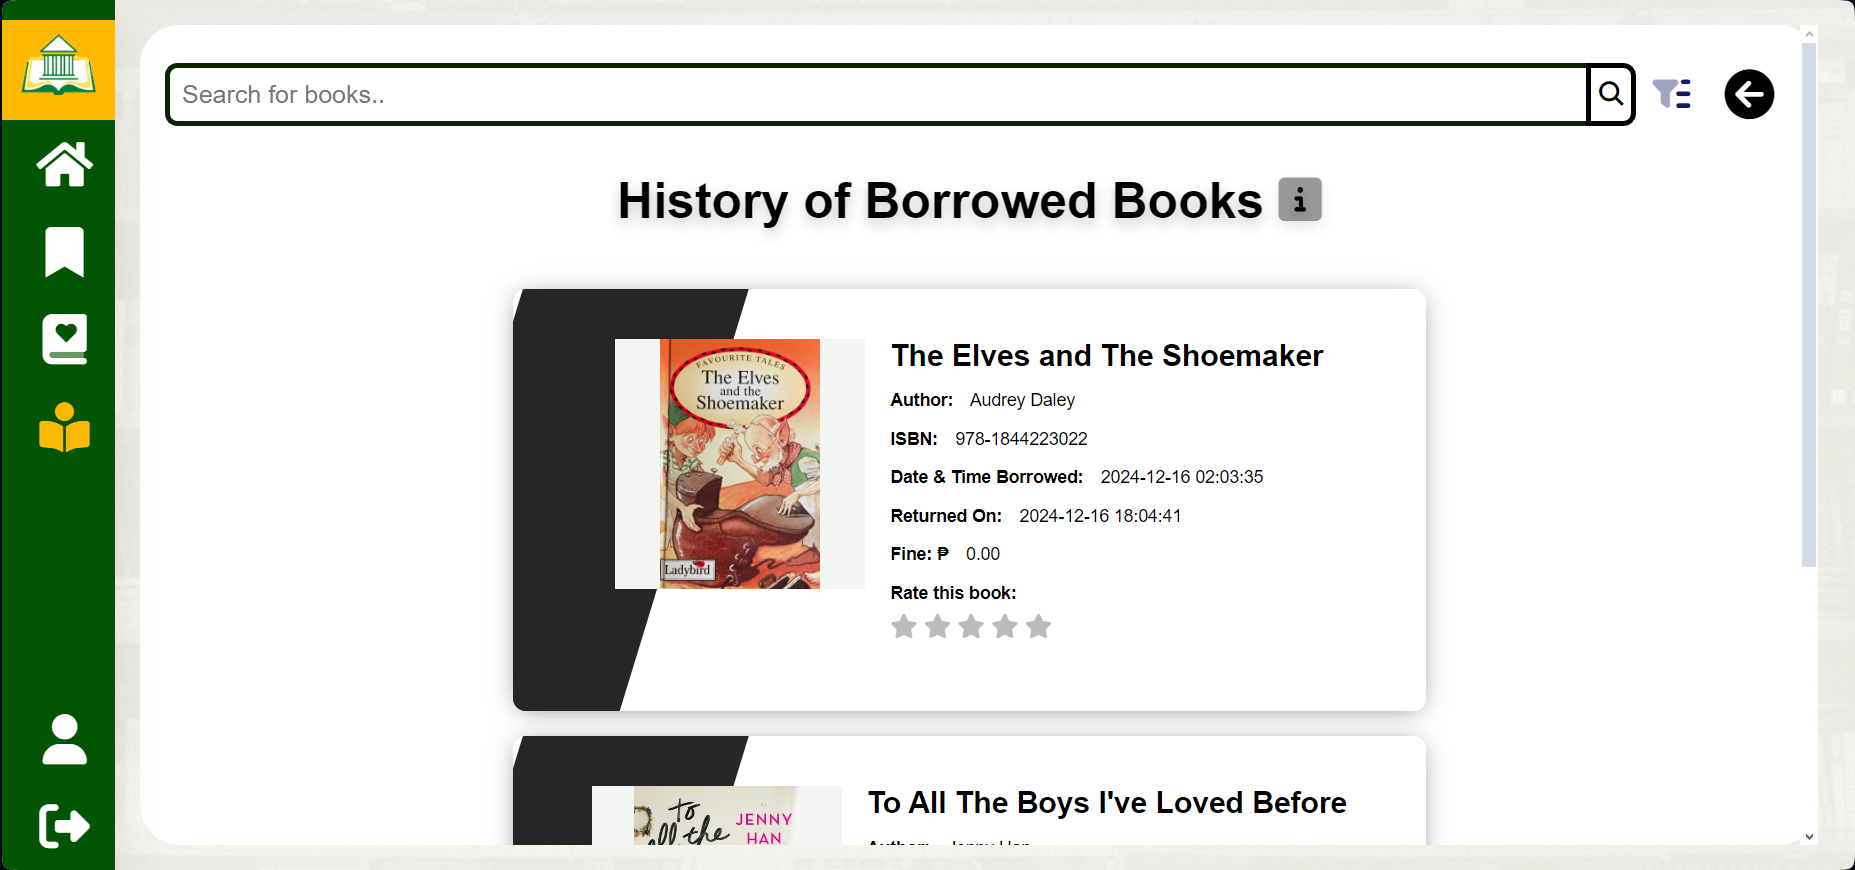 Search for books..
History of Borrowed Books
FAVOURITE TALES
The Elves
and the
Shoemaker
Ladybird
The Elves and The Shoemaker
Author: Audrey Daley
ISBN: 978-1844223022
Date & Time Borrowed: 2024-12-16 02:03:35
Returned On: 2024-12-16 18:04:41
Fine: ₱ 0.00
Rate this book:
to
all the
JENNY
HAN
To All The Boys I've Loved Before
Author: Jenny Han